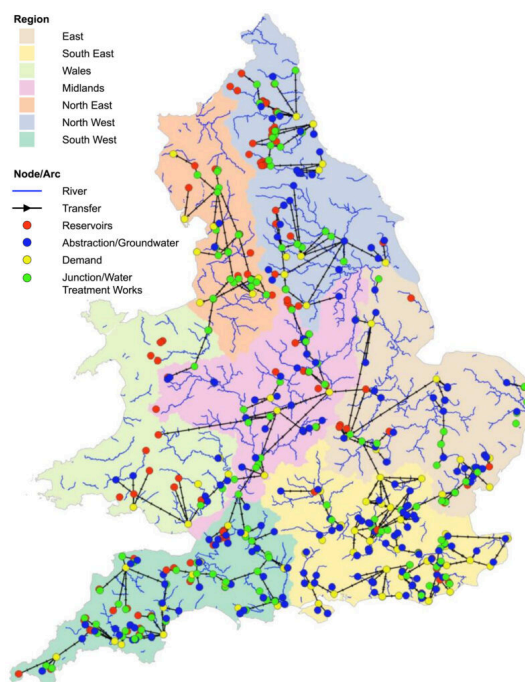 Region
East
South East
Wales
Midlands
North East
North West
South West
Node/Arc
River
Transfer
Reservoirs
Abstraction/Groundwater
Demand
Junction/Water
Treatment Works